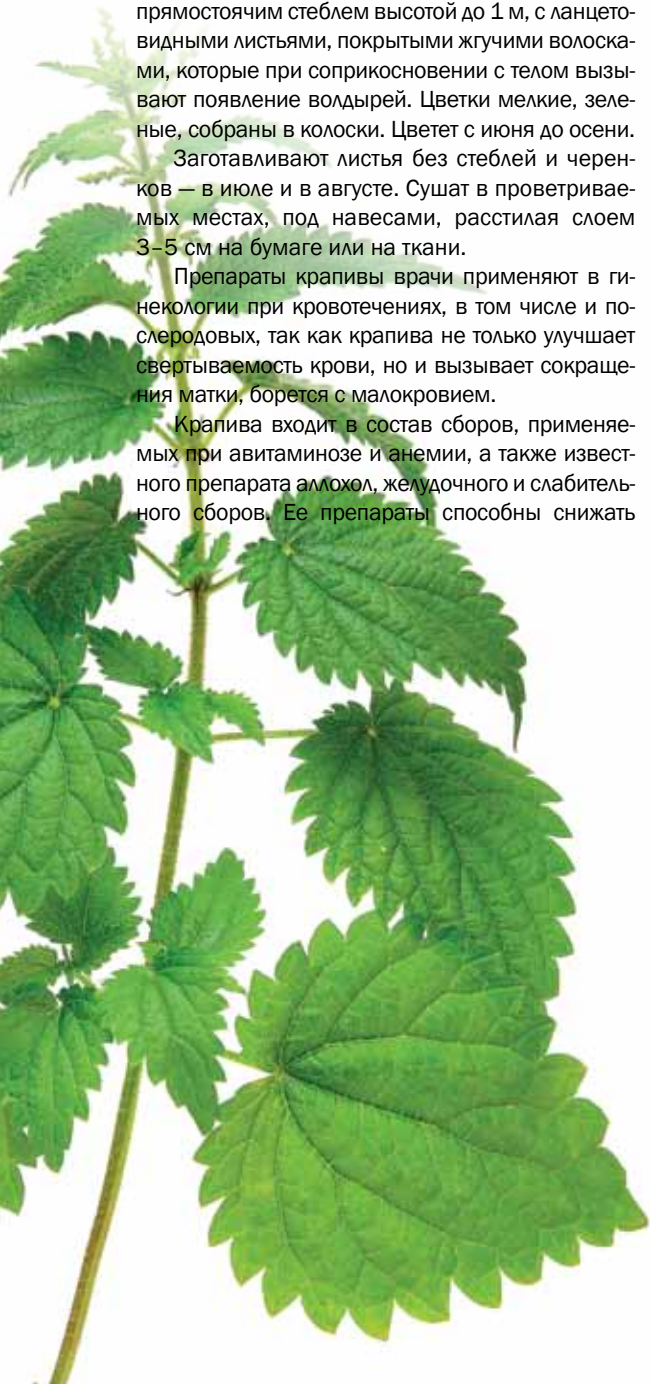 прямостоячим стеблем высотой до 1 м, с ланцето-
видными листьями, покрытыми жгучими волоска-
ми, которые при соприкосновении с телом вызы-
вают появление волдырей. Цветки мелкие, зеле-
ные, собраны в колоски. Цветет с июня до осени.
Заготавливают листья без стеблей и черен-
ков — в июле и в августе. Сушат в проветривае-
мых местах, под навесами, расстилая слоем
3–5 см на бумаге или на ткани.
Препараты крапивы врачи применяют в ги-
некологии при кровотечениях, в том числе и по-
слеродовых, так как крапива не только улучшает
свертываемость крови, но и вызывает сокраще-
ния матки, борется с малокровием.
Крапива входит в состав сборов, применяе-
мых при авитаминозе и анемии, а также извест-
ного препарата аллохол, желудочного и слабитель-
ного сборов. Ее препараты способны снижать